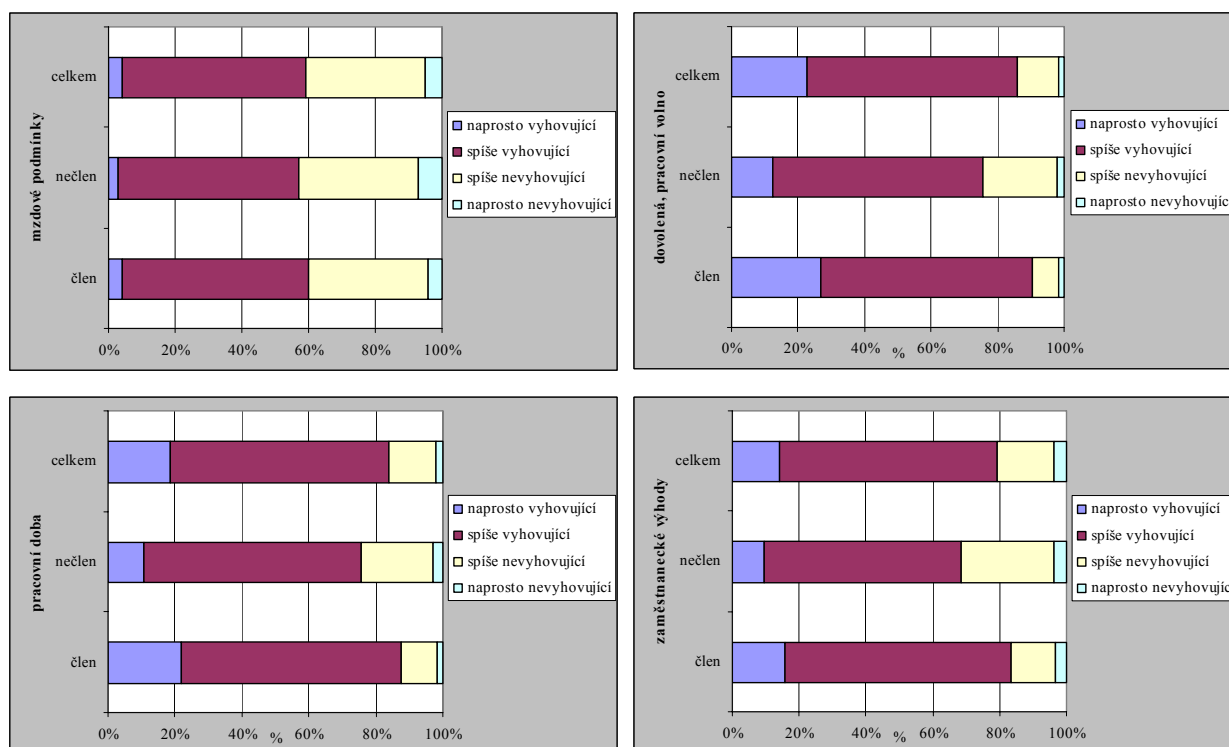 mzdové podmínky
celkem
nečlen
člen
0% 20% 40% 60% 80% 100%
naprosto vyhovující
spíše vyhovující
spíše nevyhovující
naprosto nevyhovující
dovolená, pracovní volno
celkem
nečlen
člen
0% 20% 40% 60% 80% 100%
%
naprosto vyhovující
spíše vyhovující
spíše nevyhovující
naprosto nevyhovujíc
pracovní doba
celkem
nečlen
člen
0% 20% 40% 60% 80% 100%
%
naprosto vyhovující
spíše vyhovující
spíše nevyhovující
naprosto nevyhovující
zaměstnanecké výhody
celkem
nečlen
člen
0% 20% 40% 60% 80% 100%
%
naprosto vyhovující
spíše vyhovující
spíše nevyhovující
naprosto nevyhovujíc